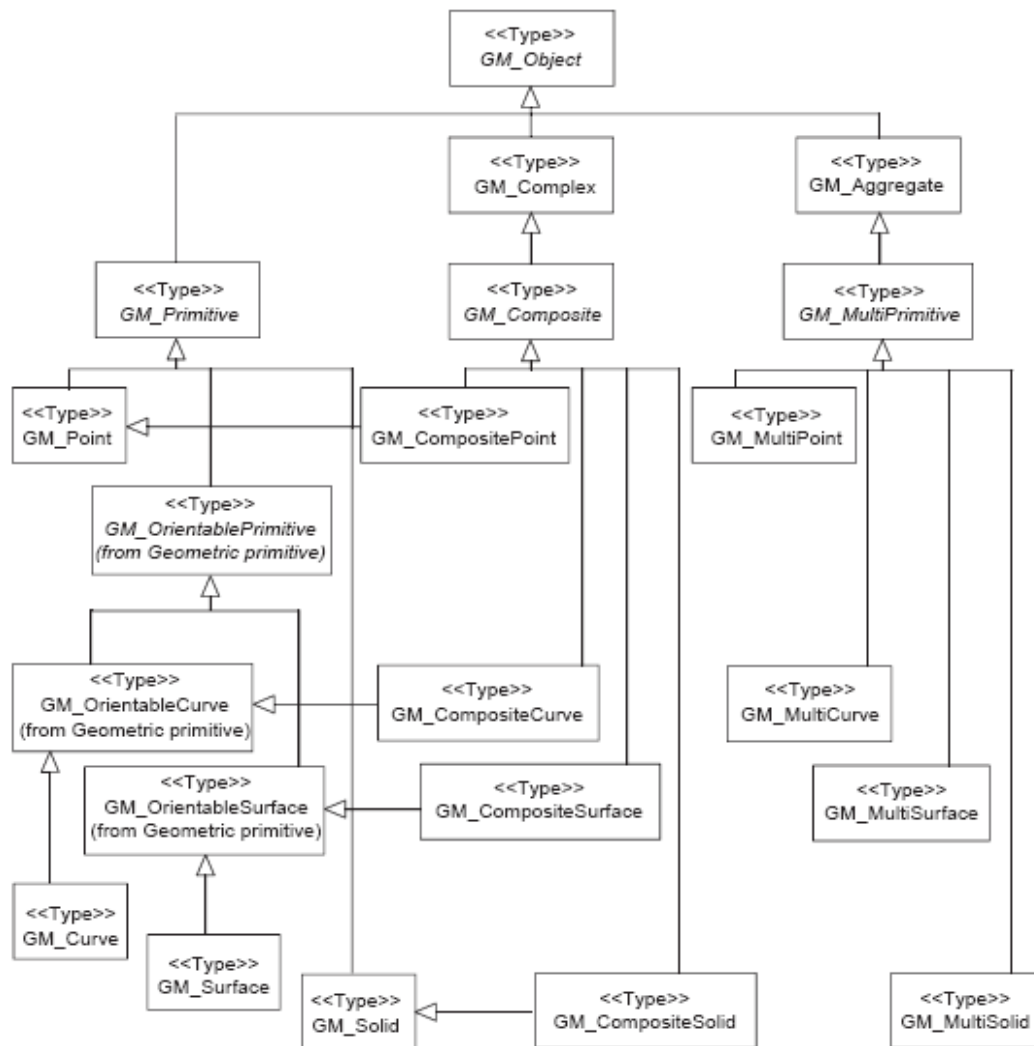 <<Type>>
GM_Object
<<Type>>
GM_Complex
<<Type>>
GM_Aggregate
<<Type>>
GM_Primitive
<<Type>>
GM_Composite
<<Type>>
GM_MultiPrimitive
<<Type>>
GM_Point
<<Type>>
GM_CompositePoint
<<Type>>
GM_MultiPoint
<<Type>>
GM_OrientablePrimitive
(from Geometric primitive)
<<Type>>
GM_OrientableCurve
(from Geometric primitive)
<<Type>>
GM_CompositeCurve
<<Type>>
GM_MultiCurve
<<Type>>
GM_OrientableSurface
(from Geometric primitive)
<<Type>>
GM_CompositeSurface
<<Type>>
GM_MultiSurface
<<Type>>
GM_Curve
<<Type>>
GM_Surface
<<Type>>
GM_Solid
<<Type>>
GM_CompositeSolid
<<Type>>
GM_MultiSolid